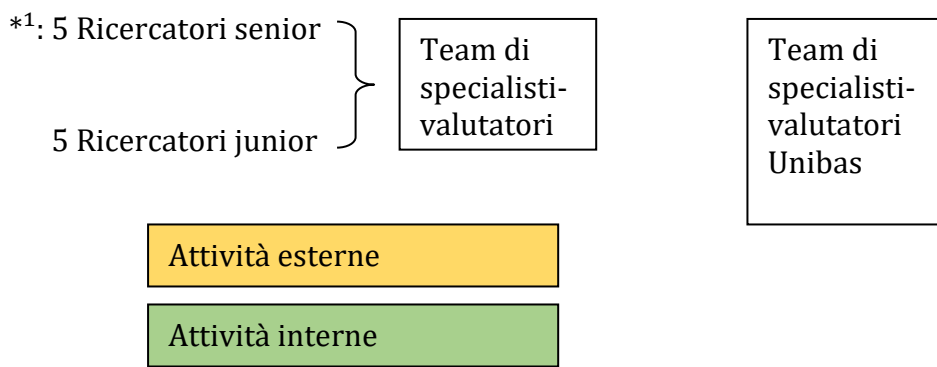 *¹: 5 Ricercatori senior
5 Ricercatori junior
Team di
specialisti-
valutatori
Team di
specialisti-
valutatori
Unibas
Attività esterne
Attività interne